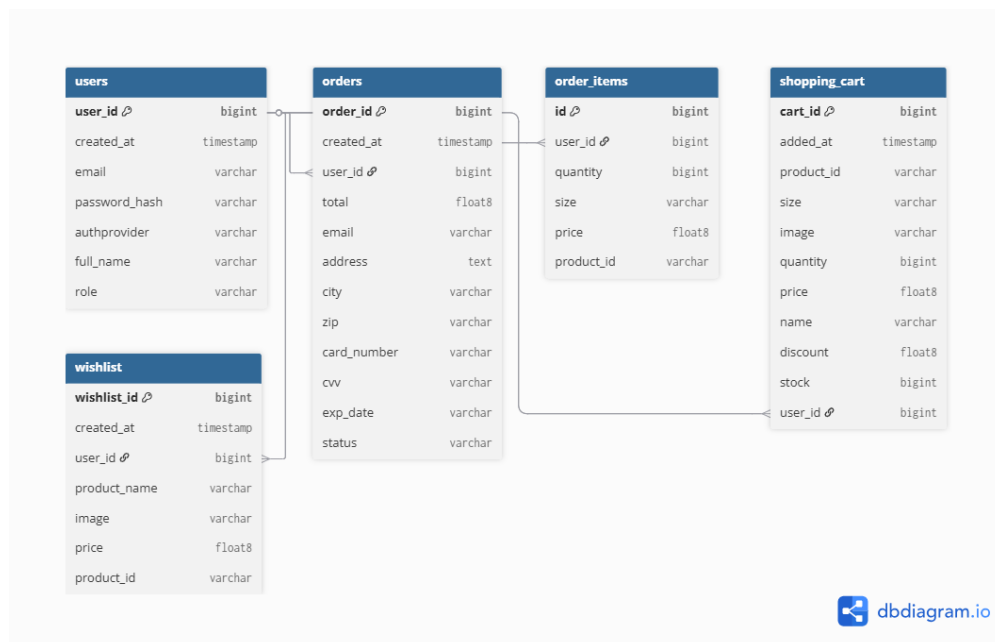 users
user_id bigint
created_at timestamp
email varchar
password_hash varchar
authprovider varchar
full_name varchar
role varchar
orders
order_id bigint
created_at timestamp
user_id bigint
total float8
email varchar
address text
city varchar
zip varchar
card_number varchar
cvv varchar
exp_date varchar
status varchar
order_items
id bigint
user_id bigint
quantity bigint
size varchar
price float8
product_id varchar
shopping_cart
cart_id bigint
added_at timestamp
product_id varchar
size varchar
image varchar
quantity bigint
price float8
name varchar
discount float8
stock bigint
user_id bigint
wishlist
wishlist_id bigint
created_at timestamp
user_id bigint
product_name varchar
image varchar
price float8
product_id varchar
dbdiagram.io